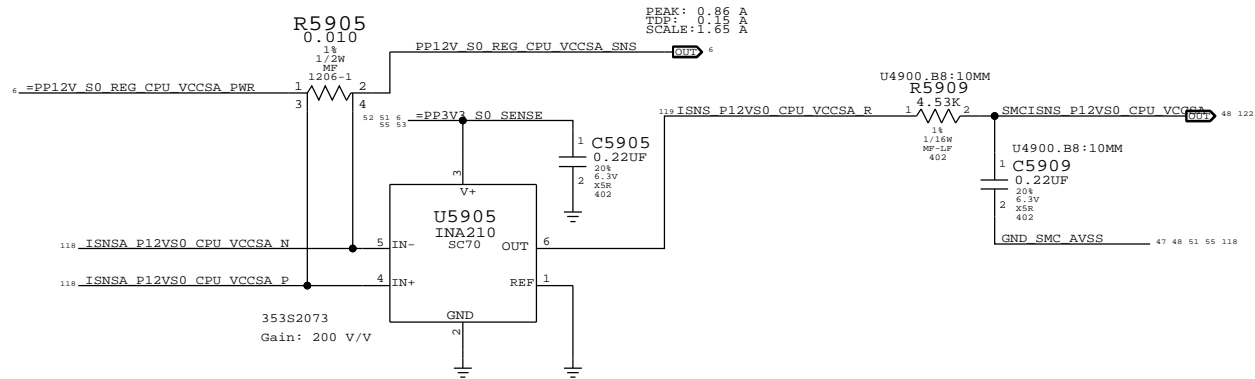 PEAK: 0.86 A
TDP: 0.15 A
SCALE:1.65 A
R5905
0.010
1%
1/2W
MF
1206-1
PP12V_S0_REG_CPU_VCCSA_SNS
OUT
6
6
=PP12V_S0_REG_CPU_VCCSA_PWR
1
2
3
4
52 51 6
55 53
=PP3V3_S0_SENSE
1
2
C5905
0.22UF
20%
6.3V
X5R
402
119
ISNS_P12VS0_CPU_VCCSA_R
U4900.B8:10MM
R5909
4.53K
1
2
1%
1/16W
MF-LF
402
SMCISNS_P12VS0_CPU_VCCSA
OUT
48 122
U4900.B8:10MM
C5909
1
2
0.22UF
20%
6.3V
X5R
402
GND_SMC_AVSS
47 48 51 55 118
3
V+
U5905
INA210
SC70
118
ISNSA_P12VS0_CPU_VCCSA_N
5
IN-
OUT
6
118
ISNSA_P12VS0_CPU_VCCSA_P
4
IN+
REF
1
GND
2
353S2073
Gain: 200 V/V